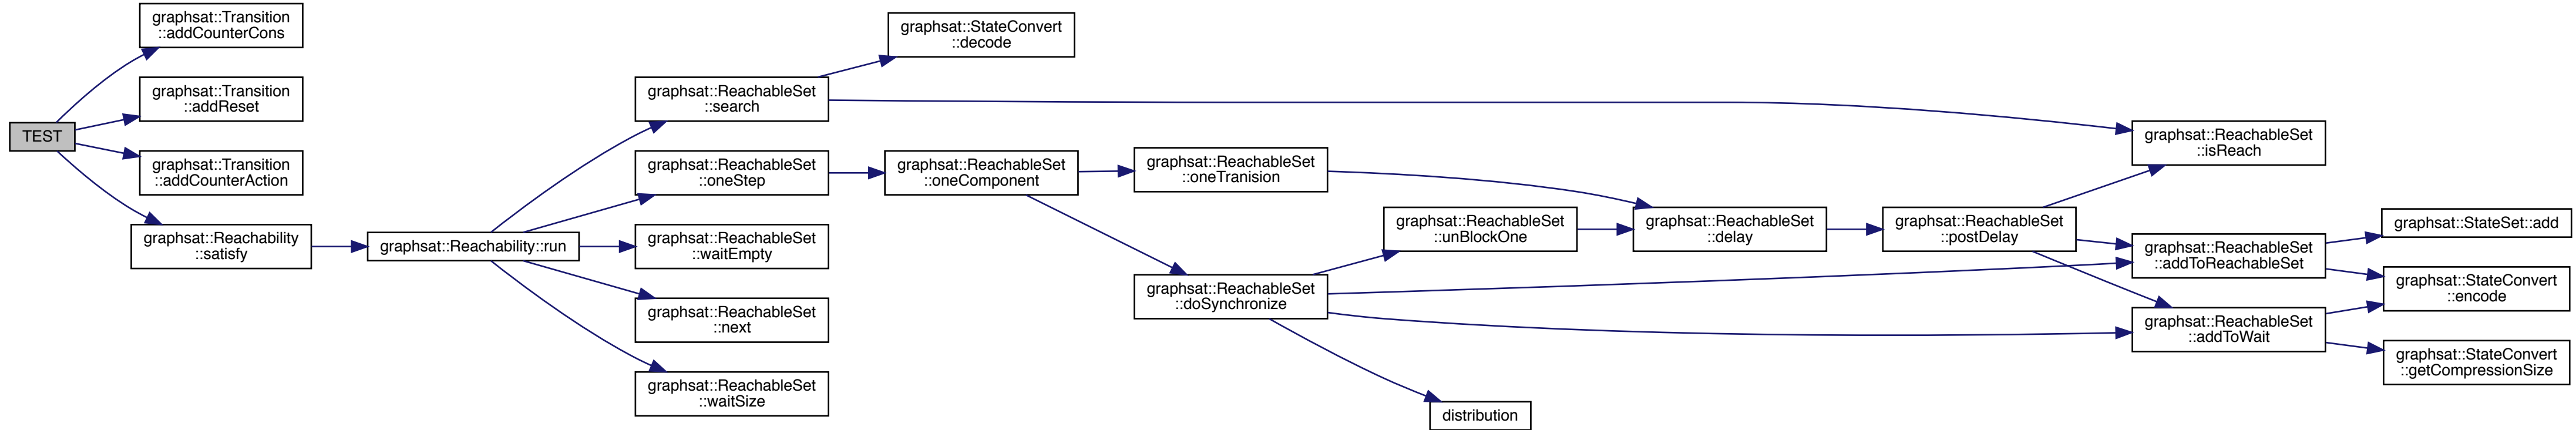 TEST
graphsat::Transition
::addCounterCons
graphsat::Transition
::addReset
graphsat::Transition
::addCounterAction
graphsat::Reachability
::satisfy
graphsat::Reachability::run
graphsat::ReachableSet
::search
graphsat::ReachableSet
::oneStep
graphsat::ReachableSet
::waitEmpty
graphsat::ReachableSet
::next
graphsat::ReachableSet
::waitSize
graphsat::StateConvert
::decode
graphsat::ReachableSet
::oneComponent
graphsat::ReachableSet
::oneTranision
graphsat::ReachableSet
::doSynchronize
graphsat::ReachableSet
::unBlockOne
distribution
graphsat::ReachableSet
::delay
graphsat::ReachableSet
::postDelay
graphsat::ReachableSet
::isReach
graphsat::ReachableSet
::addToReachableSet
graphsat::ReachableSet
::addToWait
graphsat::StateSet::add
graphsat::StateConvert
::encode
graphsat::StateConvert
::getCompressionSize